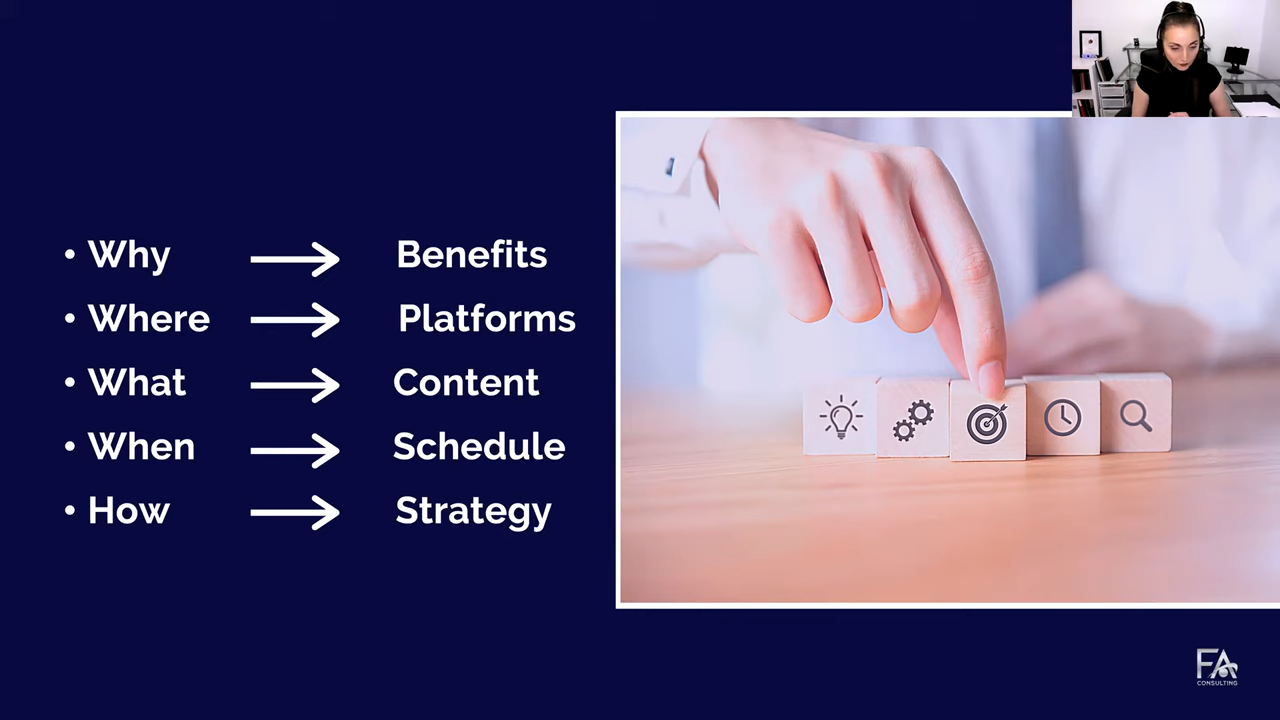 • Why → Benefits
• Where → Platforms
• What → Content
• When → Schedule
• How → Strategy
FA
CONSULTING